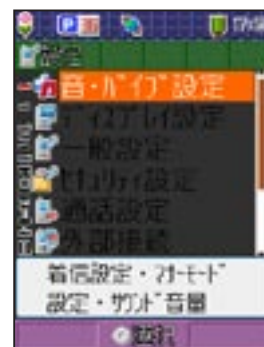 設定
音・ﾊﾞｲﾌﾞ設定
ﾃﾞｨｽﾌﾟﾚｲ設定
一般設定
ｾｷｭﾘﾃｨ設定
通話設定
外部接続
着信設定・ﾏﾅｰﾓｰﾄﾞ
設定・ｻｳﾝﾄﾞ音量